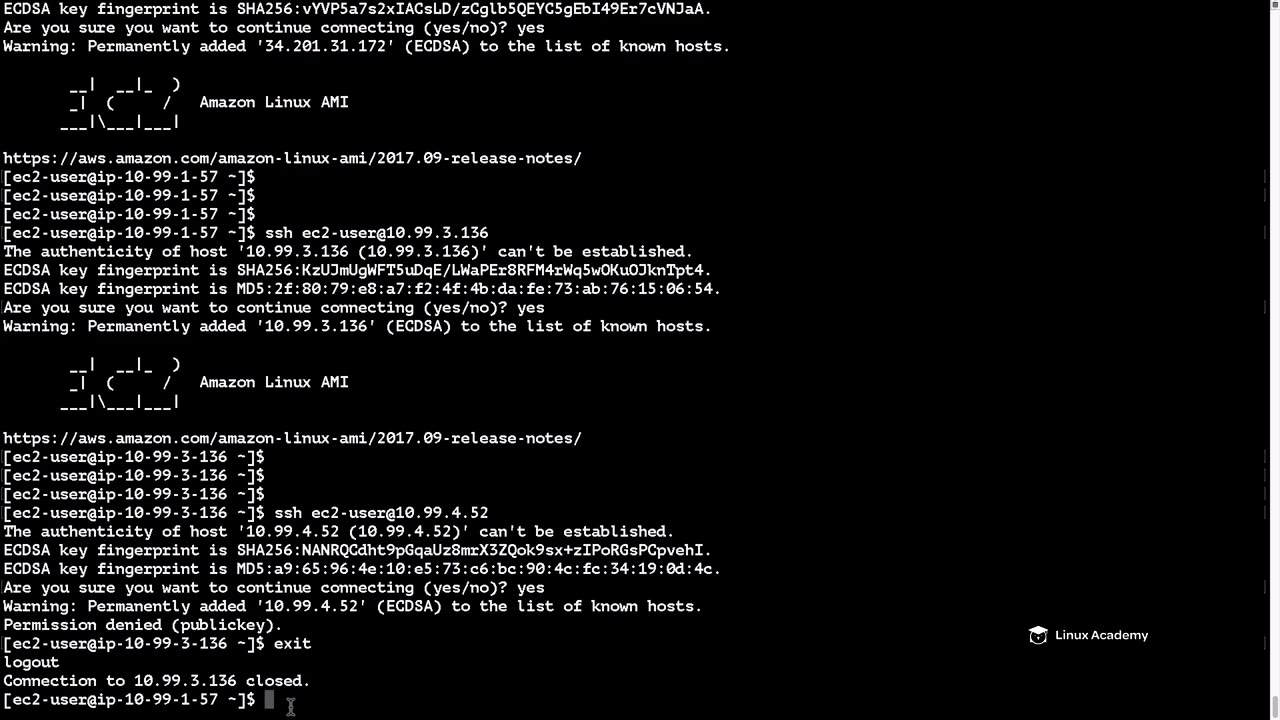 ECDSA key fingerprint is SHA256:vYVP5a7s2xIACsLD/zCglb5QEYC5gEbI49Er7cVNJaA.
Are you sure you want to continue connecting (yes/no)? yes
Warning: Permanently added '34.201.31.172' (ECDSA) to the list of known hosts.
__|  __|_  )
_|  (     /   Amazon Linux AMI
___|\___|___|
https://aws.amazon.com/amazon-linux-ami/2017.09-release-notes/
[ec2-user@ip-10-99-1-57 ~]$
[ec2-user@ip-10-99-1-57 ~]$
[ec2-user@ip-10-99-1-57 ~]$
[ec2-user@ip-10-99-1-57 ~]$ ssh ec2-user@10.99.3.136
The authenticity of host '10.99.3.136 (10.99.3.136)' can't be established.
ECDSA key fingerprint is SHA256:KzUJmUgWFT5uDqE/LWaPEr8RFM4rWq5wOKuOJknTpt4.
ECDSA key fingerprint is MD5:2f:80:79:e8:a7:f2:4f:4b:da:fe:73:ab:76:15:06:54.
Are you sure you want to continue connecting (yes/no)? yes
Warning: Permanently added '10.99.3.136' (ECDSA) to the list of known hosts.
__|  __|_  )
_|  (     /   Amazon Linux AMI
___|\___|___|
https://aws.amazon.com/amazon-linux-ami/2017.09-release-notes/
[ec2-user@ip-10-99-3-136 ~]$
[ec2-user@ip-10-99-3-136 ~]$
[ec2-user@ip-10-99-3-136 ~]$
[ec2-user@ip-10-99-3-136 ~]$ ssh ec2-user@10.99.4.52
The authenticity of host '10.99.4.52 (10.99.4.52)' can't be established.
ECDSA key fingerprint is SHA256:NANRQCdht9pGqaUz8mrX3ZQok9sx+zIPoRGsPCpvehI.
ECDSA key fingerprint is MD5:a9:65:96:4e:10:e5:73:c6:bc:90:4c:fc:34:19:0d:4c.
Are you sure you want to continue connecting (yes/no)? yes
Warning: Permanently added '10.99.4.52' (ECDSA) to the list of known hosts.
Permission denied (publickey).
[ec2-user@ip-10-99-3-136 ~]$ exit
logout
Connection to 10.99.3.136 closed.
[ec2-user@ip-10-99-1-57 ~]$
Linux Academy